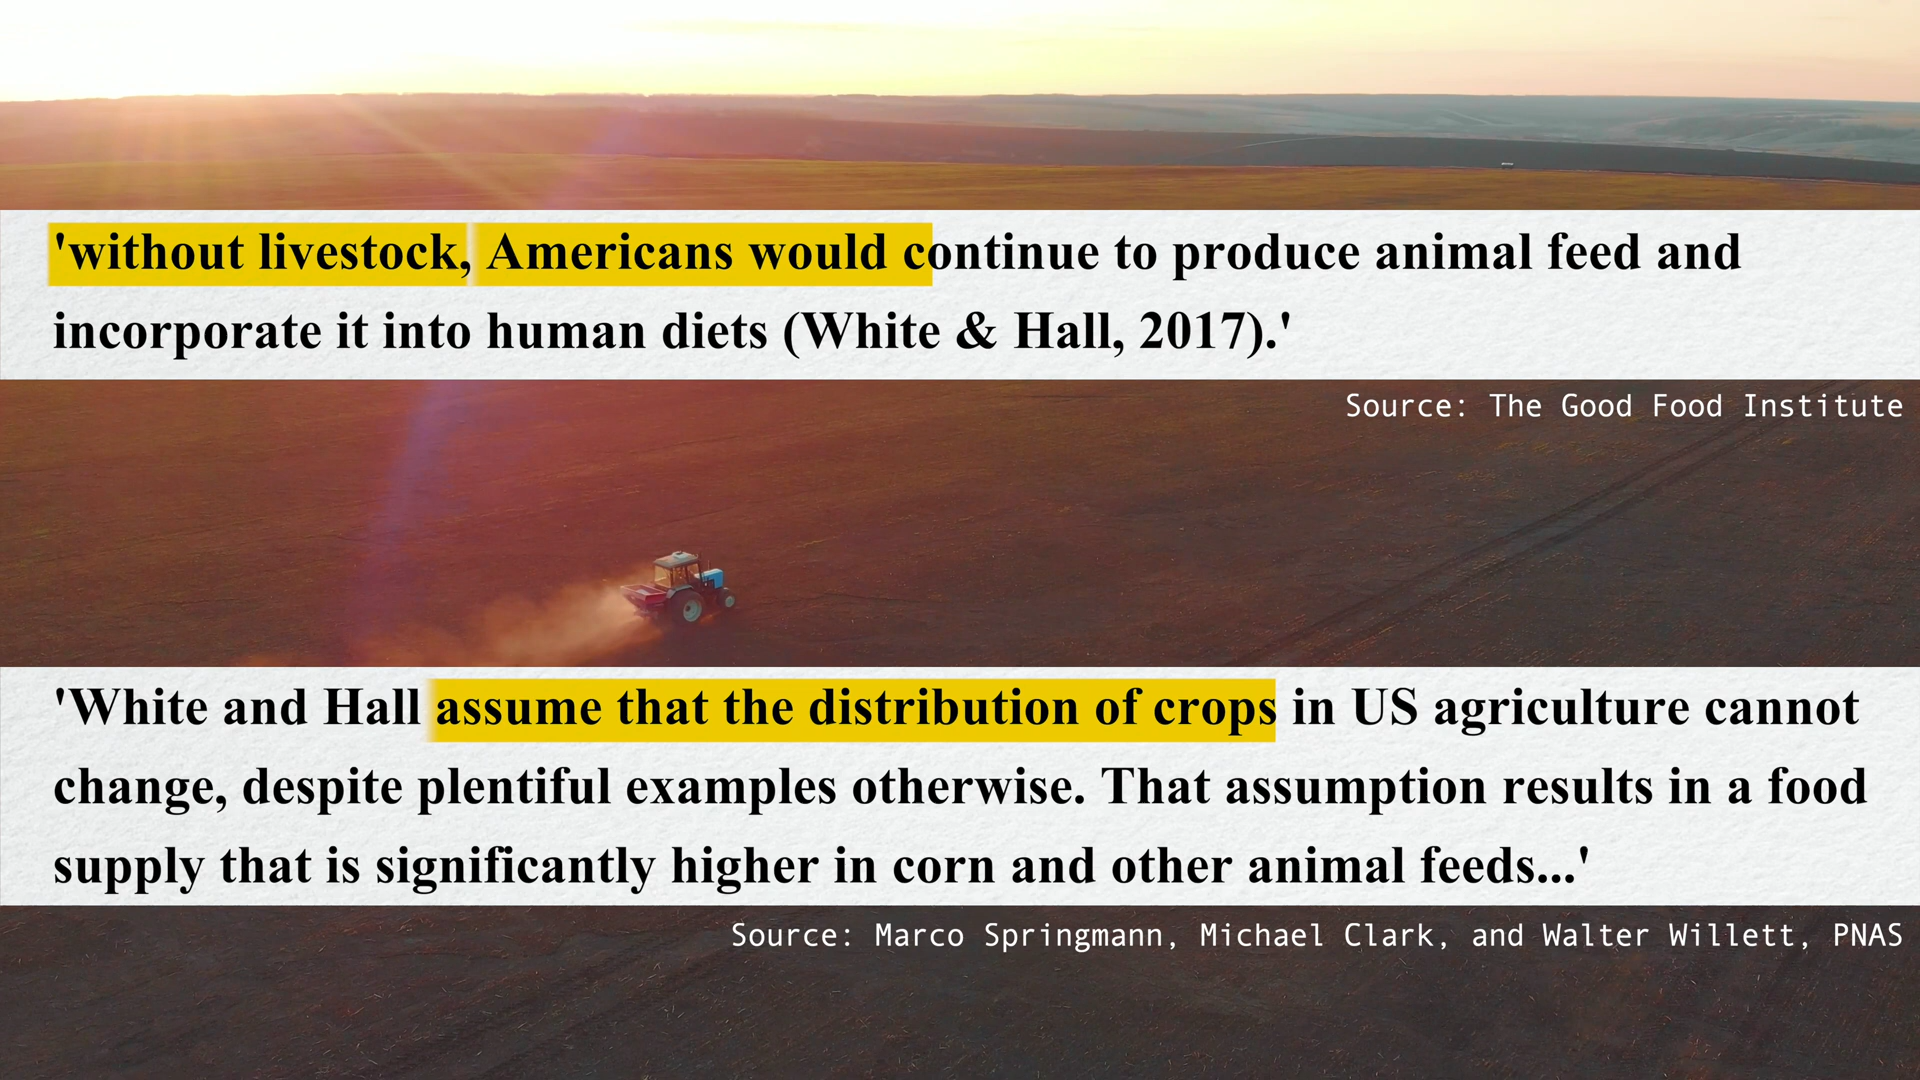 'without livestock, Americans would continue to produce animal feed and
incorporate it into human diets (White & Hall, 2017).'
Source: The Good Food Institute
'White and Hall assume that the distribution of crops in US agriculture cannot
change, despite plentiful examples otherwise. That assumption results in a food
supply that is significantly higher in corn and other animal feeds...'
Source: Marco Springmann, Michael Clark, and Walter Willett, PNAS